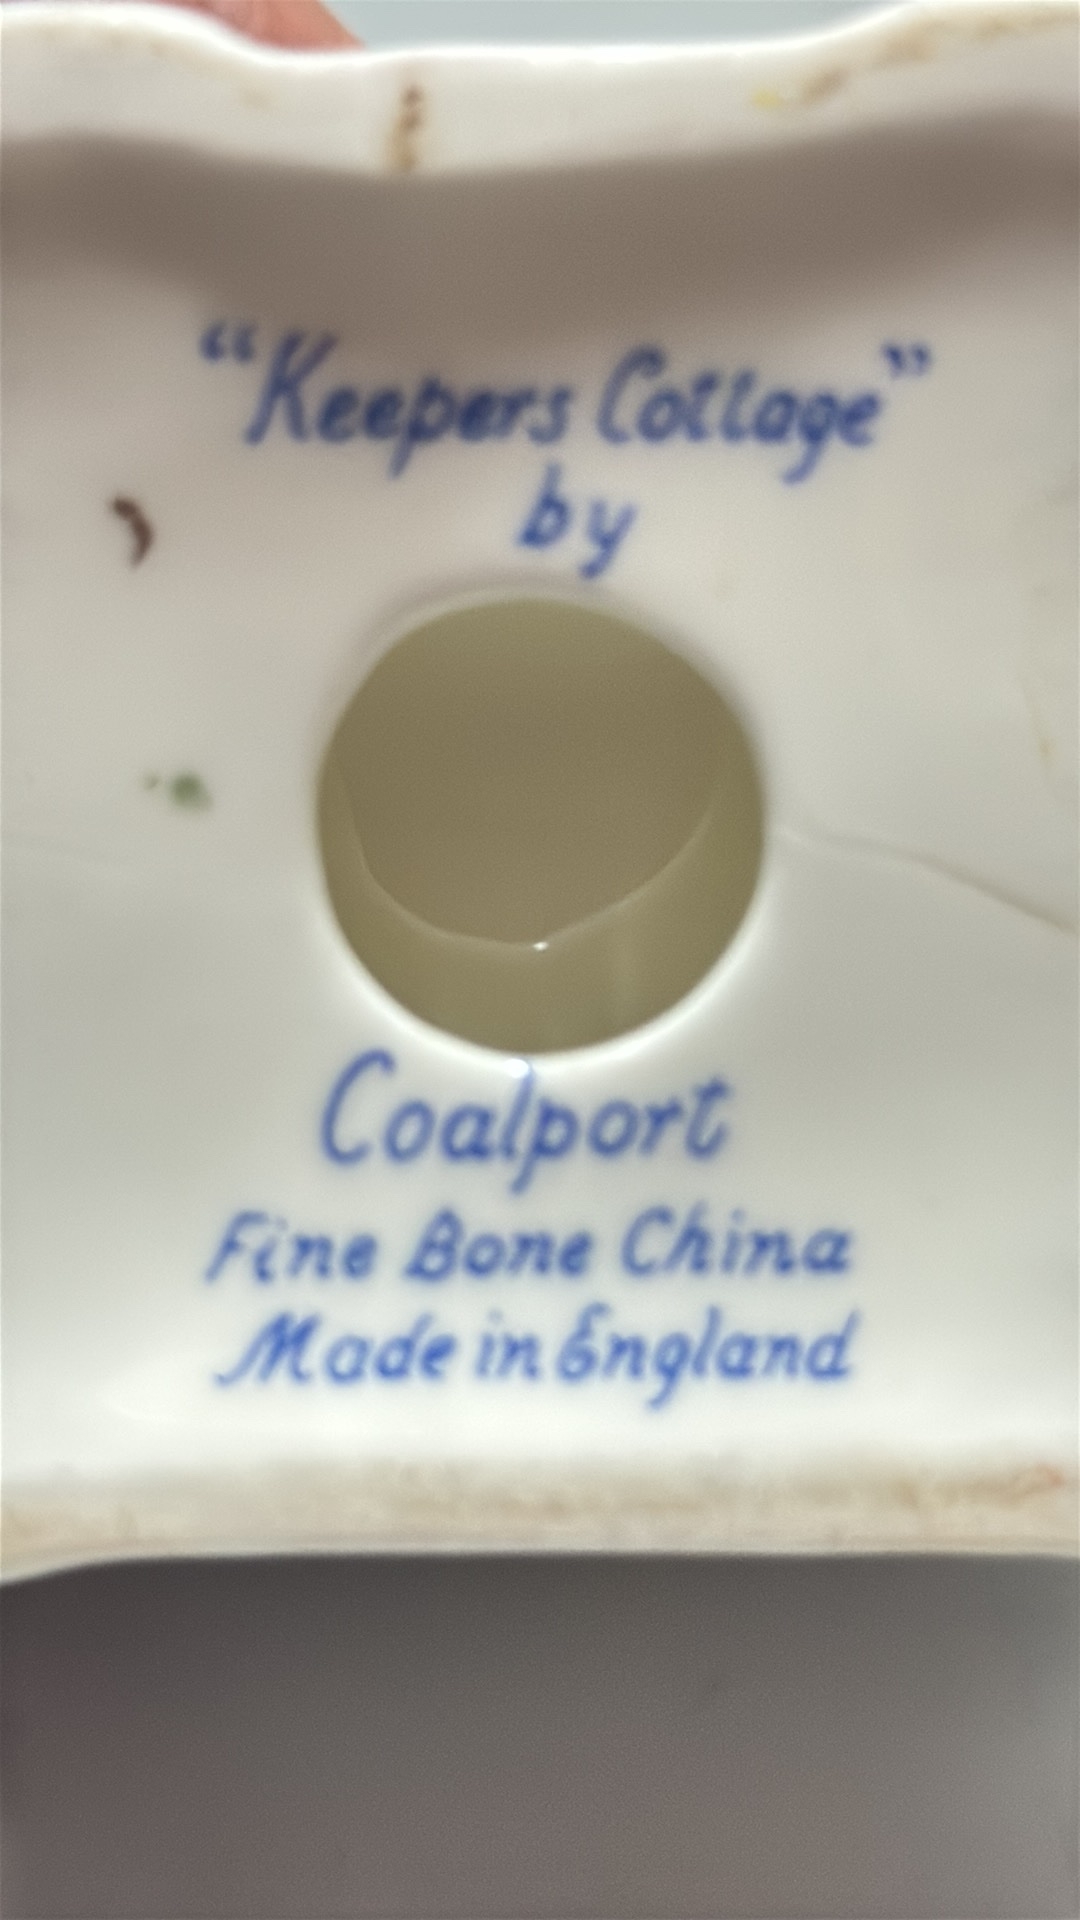 “Keepers Cottage”
by
Coalport
Fine Bone China
Made in England